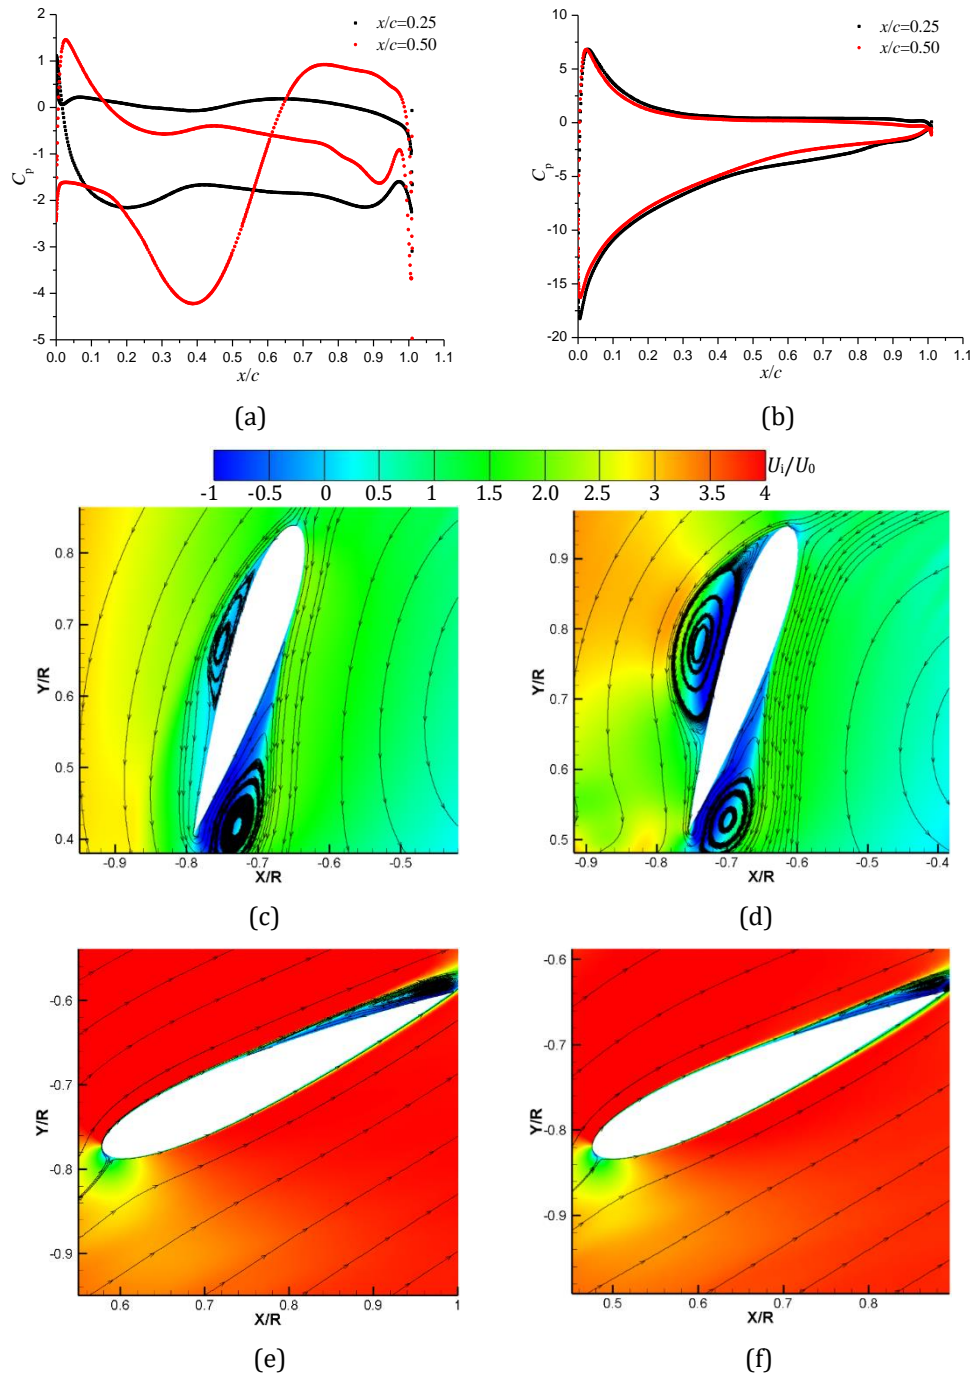 x/c=0.25
x/c=0.50
2
1
0
-1
-2
-3
-4
-5
Cp
0.0 0.1 0.2 0.3 0.4 0.5 0.6 0.7 0.8 0.9 1.0 1.1
x/c
(a)
x/c=0.25
x/c=0.50
10
5
0
-5
-10
-15
-20
Cp
0.0 0.1 0.2 0.3 0.4 0.5 0.6 0.7 0.8 0.9 1.0 1.1
x/c
(b)
Ui/U0
-1 -0.5 0 0.5 1 1.5 2.0 2.5 3 3.5 4
0.8
0.7
0.6
0.5
0.4
Y/R
-0.9 -0.8 -0.7 -0.6 -0.5
X/R
(c)
0.9
0.8
0.7
0.6
0.5
Y/R
-0.9 -0.8 -0.7 -0.6 -0.5 -0.4
X/R
(d)
-0.6
-0.7
-0.8
-0.9
Y/R
0.6 0.7 0.8 0.9 1
X/R
(e)
-0.6
-0.7
-0.8
-0.9
Y/R
0.5 0.6 0.7 0.8
X/R
(f)